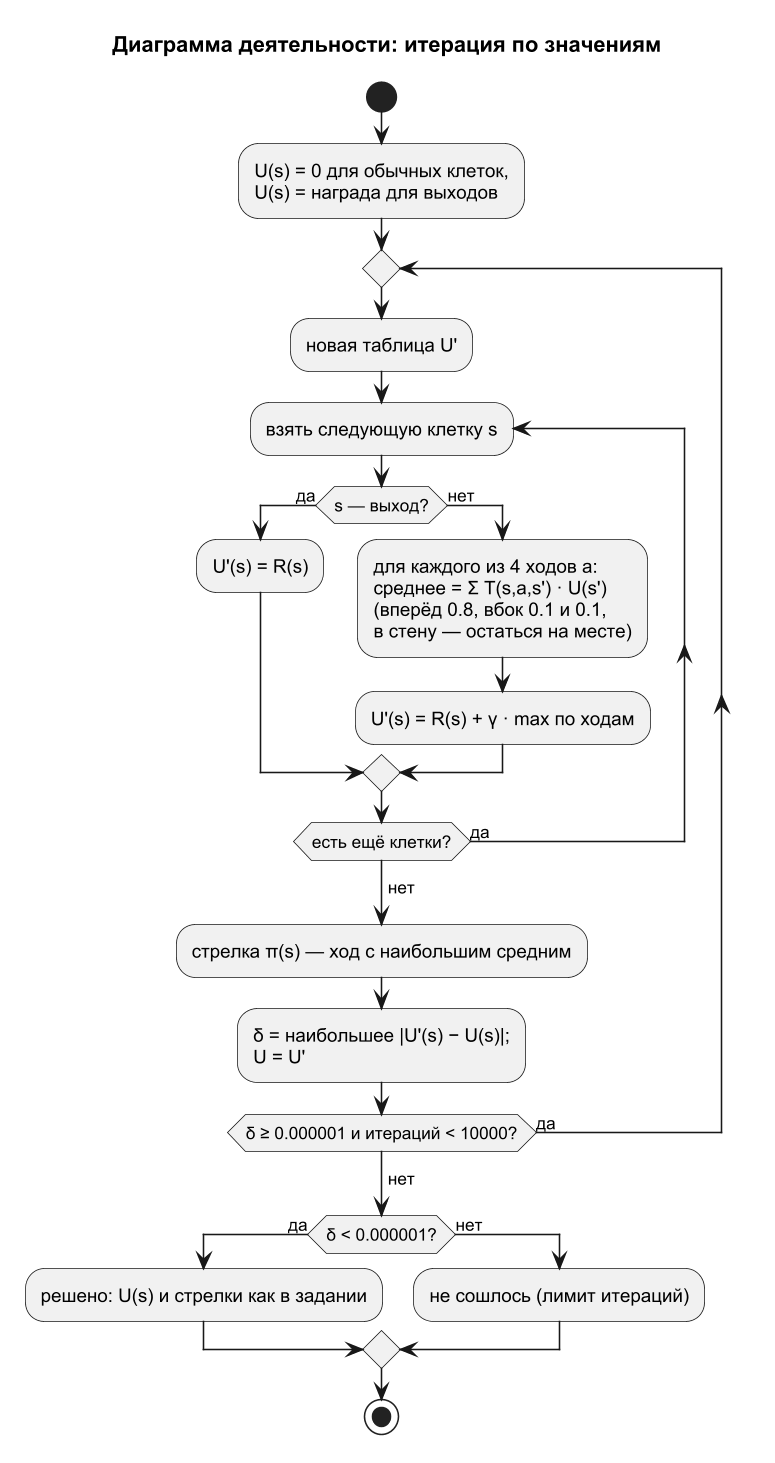 Диаграмма деятельности: итерация по значениям
U(s) = 0 для обычных клеток,
U(s) = награда для выходов
новая таблица U'
взять следующую клетку s
да
s — выход?
нет
U'(s) = R(s)
для каждого из 4 ходов a:
среднее = Σ T(s,a,s') · U(s')
(вперёд 0.8, вбок 0.1 и 0.1,
в стену — остаться на месте)
U'(s) = R(s) + γ · max по ходам
есть ещё клетки?
да
нет
стрелка π(s) — ход с наибольшим средним
δ = наибольшее |U'(s) − U(s)|;
U = U'
δ ≥ 0.000001 и итераций < 10000?
да
нет
да
δ < 0.000001?
нет
решено: U(s) и стрелки как в задании
не сошлось (лимит итераций)